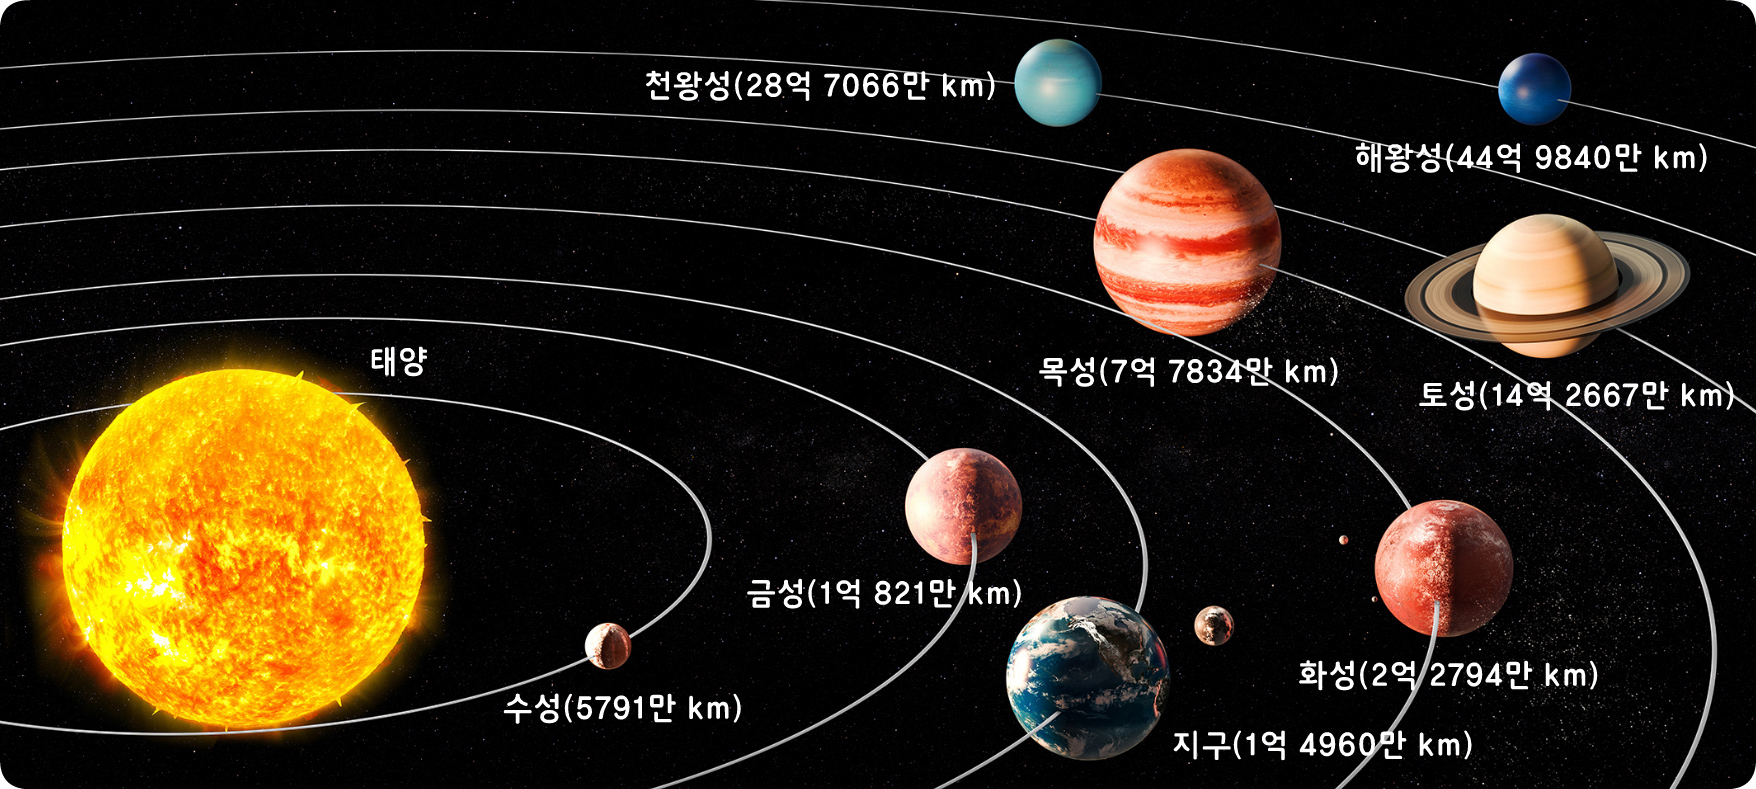 천왕성(28억 7066만 km)
해왕성(44억 9840만 km)
태양
목성(7억 7834만 km)
토성(14억 2667만 km)
금성(1억 821만 km)
수성(5791만 km)
화성(2억 2794만 km)
지구(1억 4960만 km)